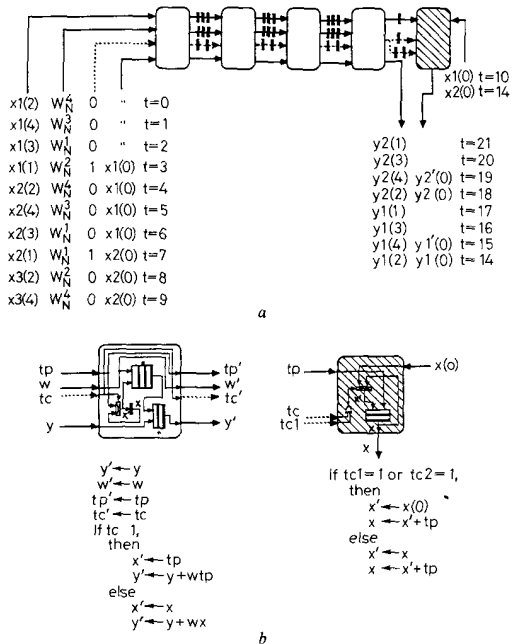 x1(0) t=10
x2(0) t=14
x1(2) W_N^4 0 " t=0
x1(4) W_N^3 0 " t=1
x1(3) W_N^1 0 " t=2
x1(1) W_N^2 1 x1(0) t=3
x2(2) W_N^4 0 x1(0) t=4
x2(4) W_N^3 0 x1(0) t=5
x2(3) W_N^1 0 x1(0) t=6
x2(1) W_N^1 1 x2(0) t=7
x3(2) W_N^2 0 x2(0) t=8
x3(4) W_N^4 0 x2(0) t=9
y2(1) t=21
y2(3) t=20
y2(4) y2'(0) t=19
y2(2) y2(0) t=18
y1(1) t=17
y1(3) t=16
y1(4) y1'(0) t=15
y1(2) y1(0) t=14
a
tp
w
tc
y
x
x'
tp'
w'
tc'
y'
y'←y
w'←w
tp'←tp
tc'←tc
if tc 1,
then
x'←tp
y'←y+wtp
else
x'←x
y'←y+wx
tp
x(o)
tc
tc1
x'
x
x
if tc1=1 or tc2=1,
then
x'←x(0)
x←x'+tp
else
x'←x
x←x'+tp
b